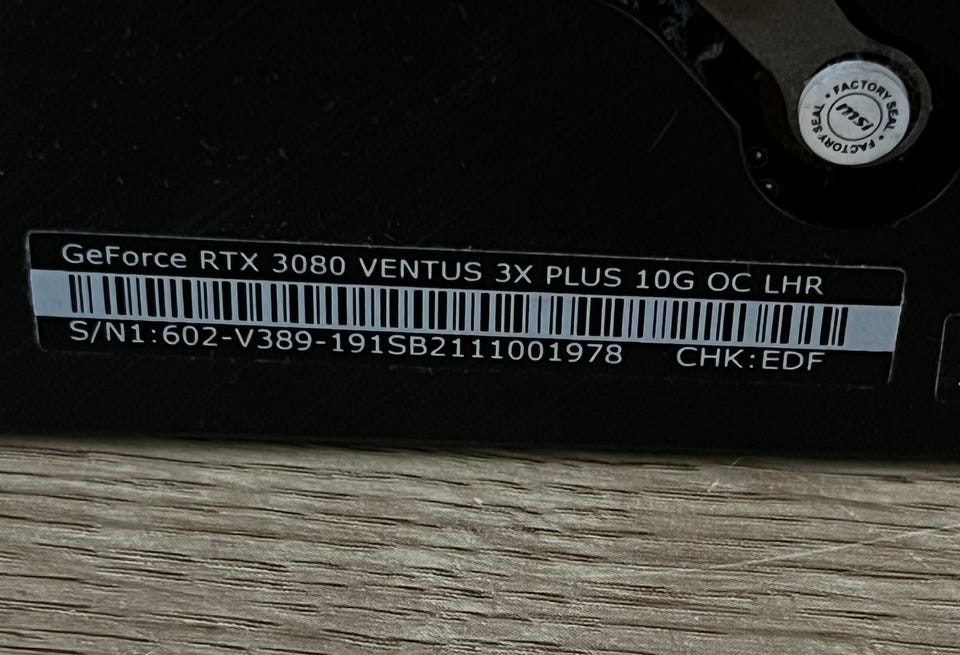 • FACTORY SEAL • FACTORY SEAL
msi
GeForce RTX 3080 VENTUS 3X PLUS 10G OC LHR
S/N1:602-V389-191SB2111001978 CHK:EDF